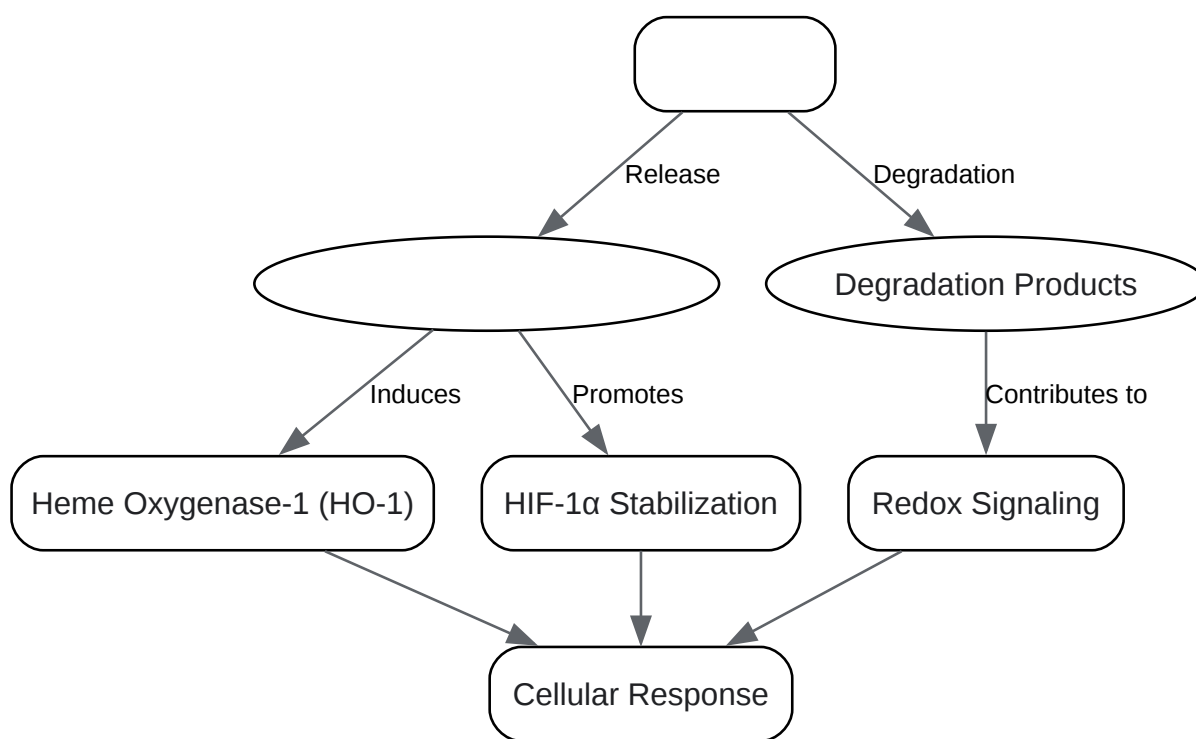 Release
Degradation
Degradation Products
Induces
Promotes
Contributes to
Heme Oxygenase-1 (HO-1)
HIF-1α Stabilization
Redox Signaling
Cellular Response